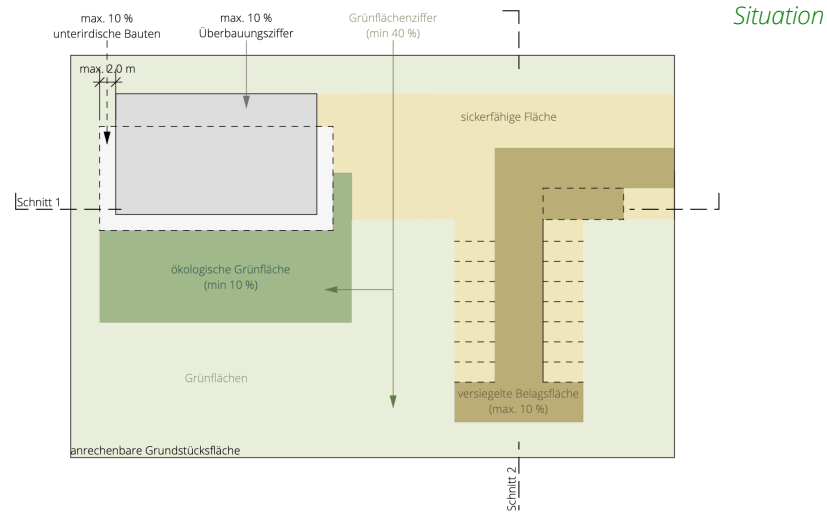 Situation
max. 10 %
unterirdische Bauten
max. 10 %
Überbauungsziffer
Grünflächenziffer
(min 40 %)
max. 2.0 m
sickerfähige Fläche
Schnitt 1
ökologische Grünfläche
(min 10 %)
Grünflächen
versiegelte Belagsfläche
(max. 10 %)
anrechenbare Grundstücksfläche
Schnitt 2